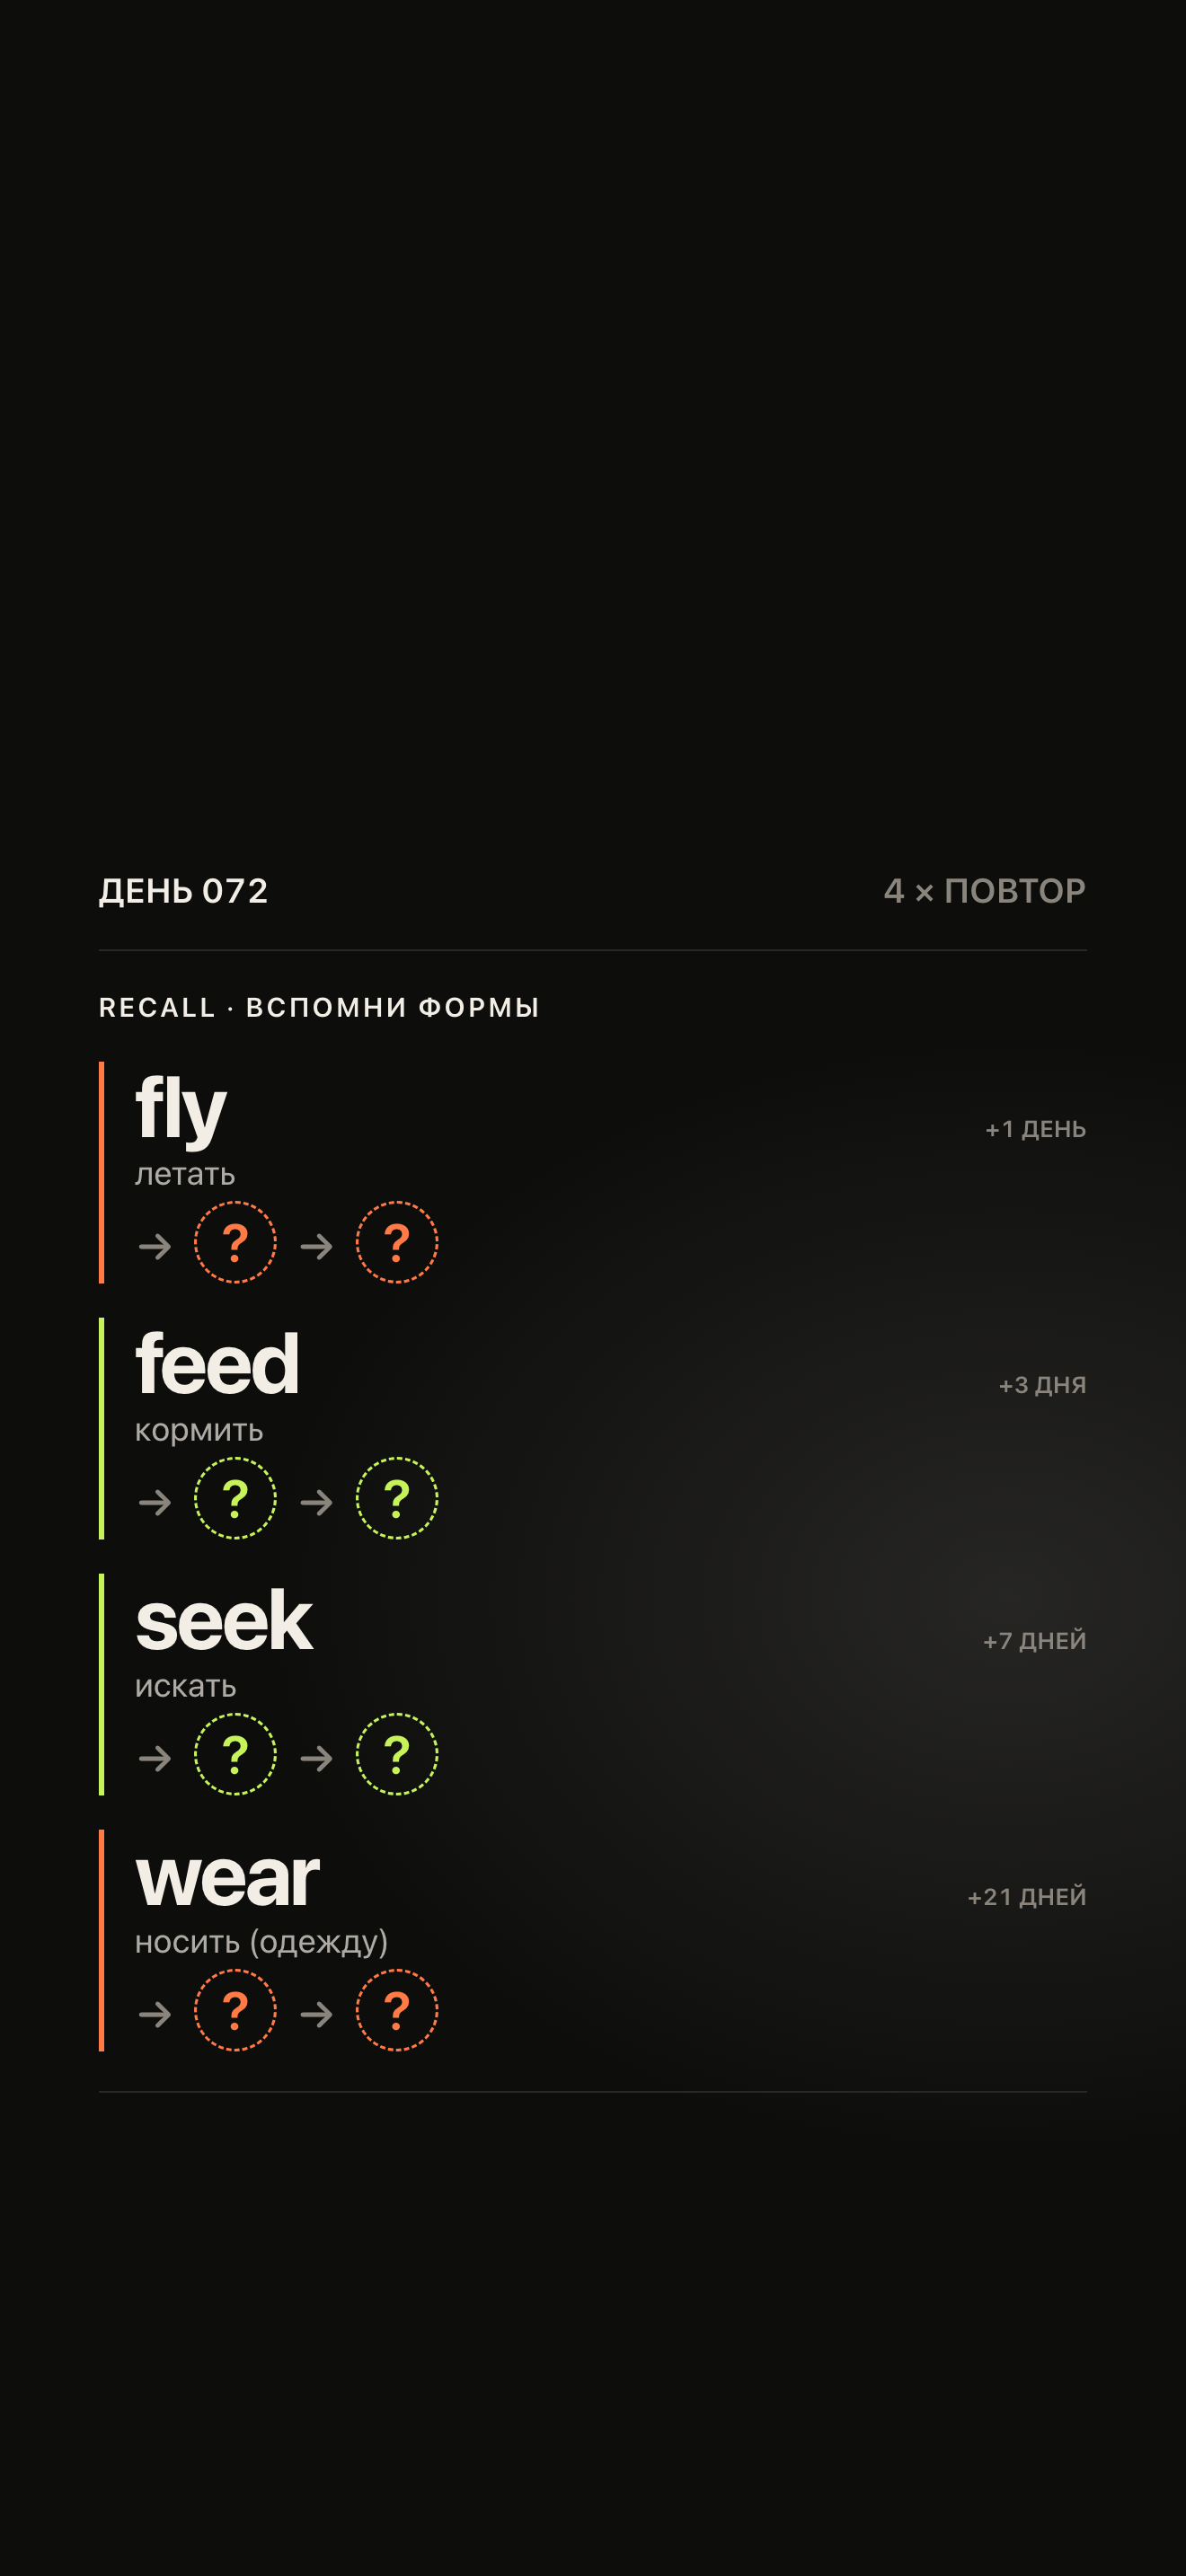 ДЕНЬ 072
4 × ПОВТОР
RECALL · ВСПОМНИ ФОРМЫ
fly
+1 ДЕНЬ
летать
→ ? → ?
feed
+3 ДНЯ
кормить
→ ? → ?
seek
+7 ДНЕЙ
искать
→ ? → ?
wear
+21 ДНЕЙ
носить (одежду)
→ ? → ?